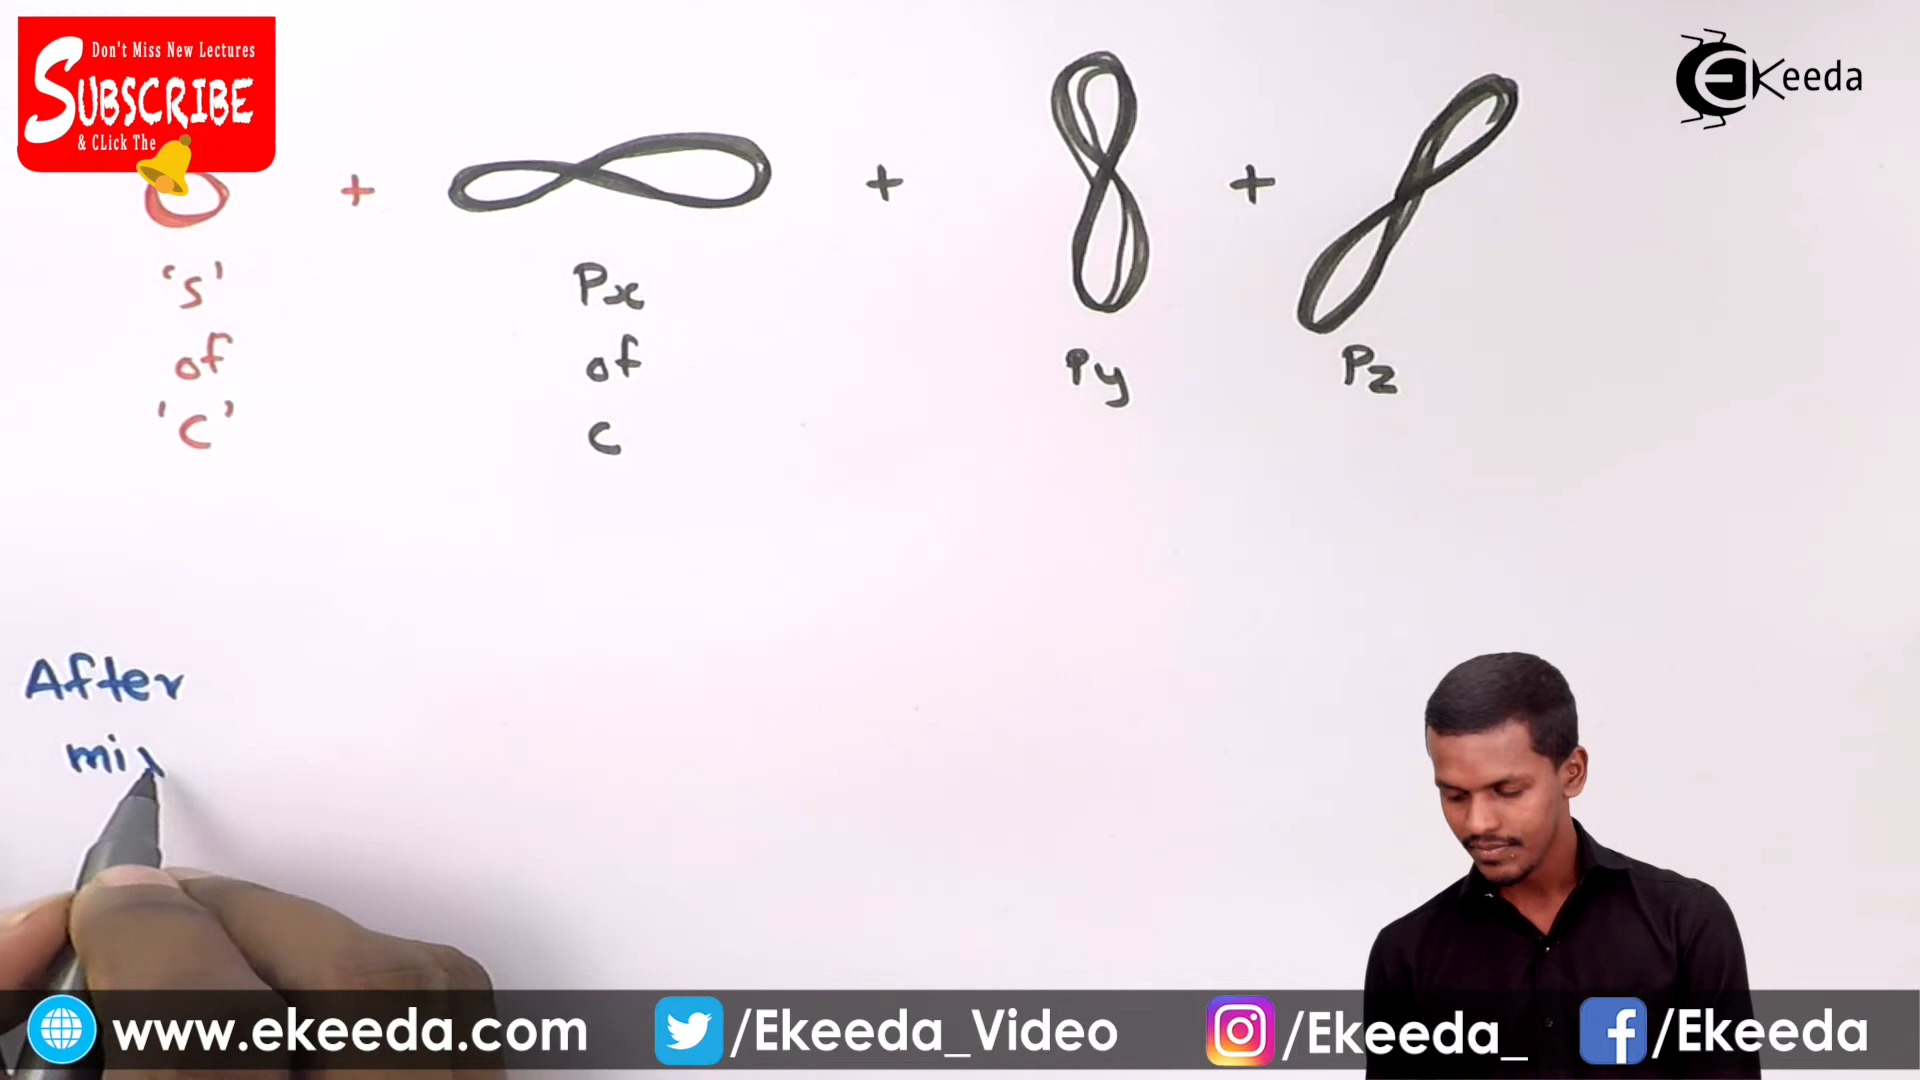 Don't Miss New Lectures
SUBSCRIBE
& CLick The
Ekeeda
+ + +
's' Px
of of Py Pz
'c' c
After
mix
www.ekeeda.com /Ekeeda_Video /Ekeeda_ /Ekeeda